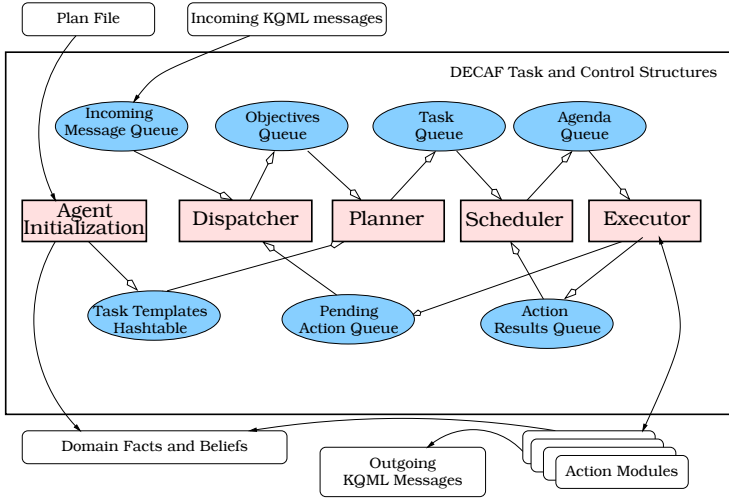 Plan File
Incoming KQML messages
DECAF Task and Control Structures
Incoming
Message Queue
Objectives
Queue
Task
Queue
Agenda
Queue
Agent
Initialization
Dispatcher
Planner
Scheduler
Executor
Task Templates
Hashtable
Pending
Action Queue
Action
Results Queue
Domain Facts and Beliefs
Outgoing
KQML Messages
Action Modules